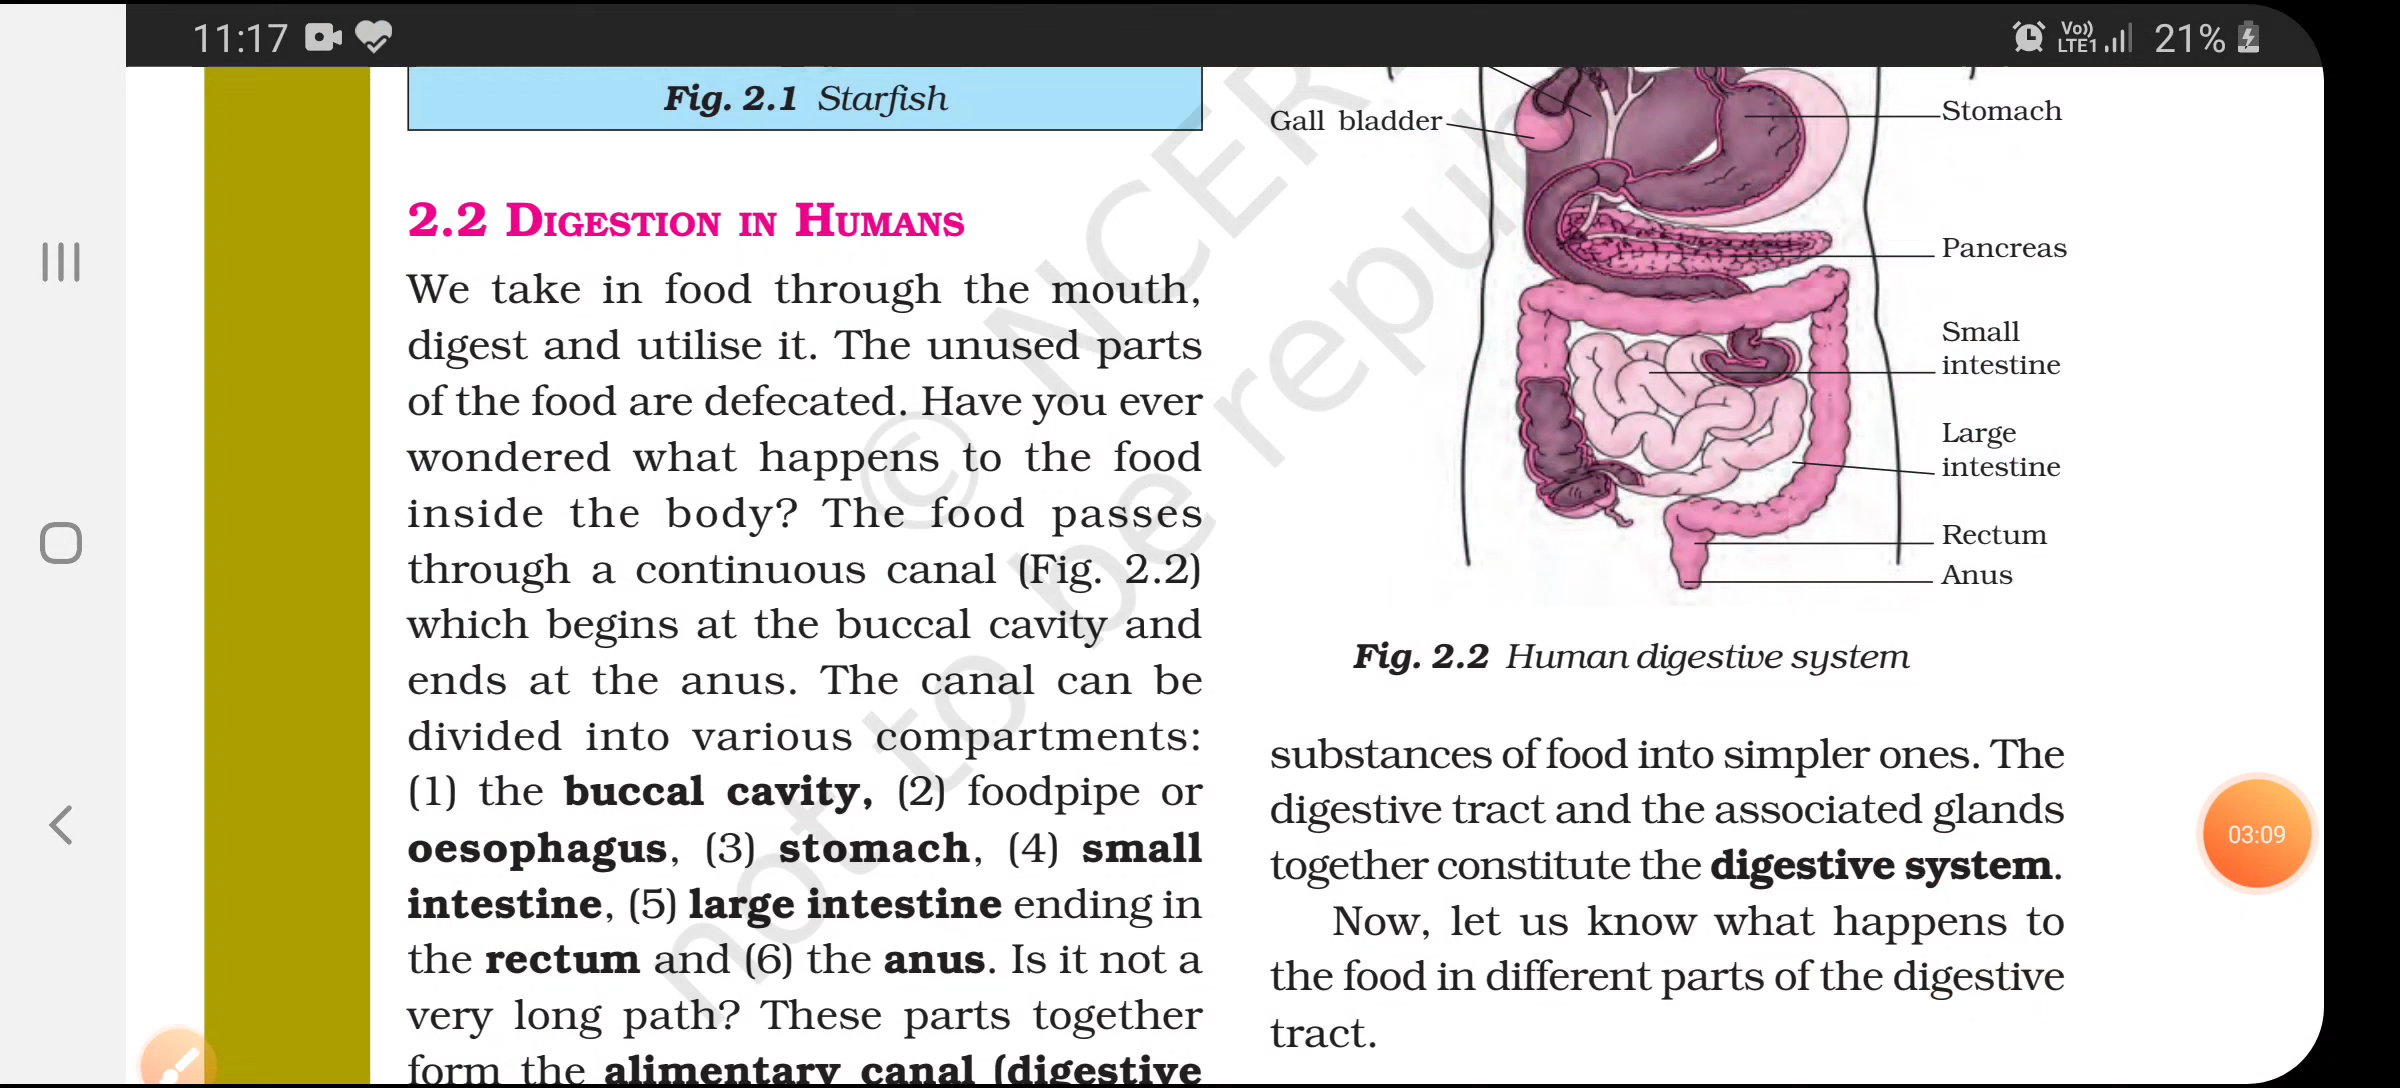 11:17
Vo))
LTE1
21%
Fig. 2.1 Starfish
2.2 DIGESTION IN HUMANS
We take in food through the mouth,
digest and utilise it. The unused parts
of the food are defecated. Have you ever
wondered what happens to the food
inside the body? The food passes
through a continuous canal (Fig. 2.2)
which begins at the buccal cavity and
ends at the anus. The canal can be
divided into various compartments:
(1) the buccal cavity, (2) foodpipe or
oesophagus, (3) stomach, (4) small
intestine, (5) large intestine ending in
the rectum and (6) the anus. Is it not a
very long path? These parts together
form the alimentary canal (digestive
Gall bladder
Stomach
Pancreas
Small
intestine
Large
intestine
Rectum
Anus
Fig. 2.2 Human digestive system
substances of food into simpler ones. The
digestive tract and the associated glands
together constitute the digestive system.
Now, let us know what happens to
the food in different parts of the digestive
tract.
03:09
© NCER
not to be repu